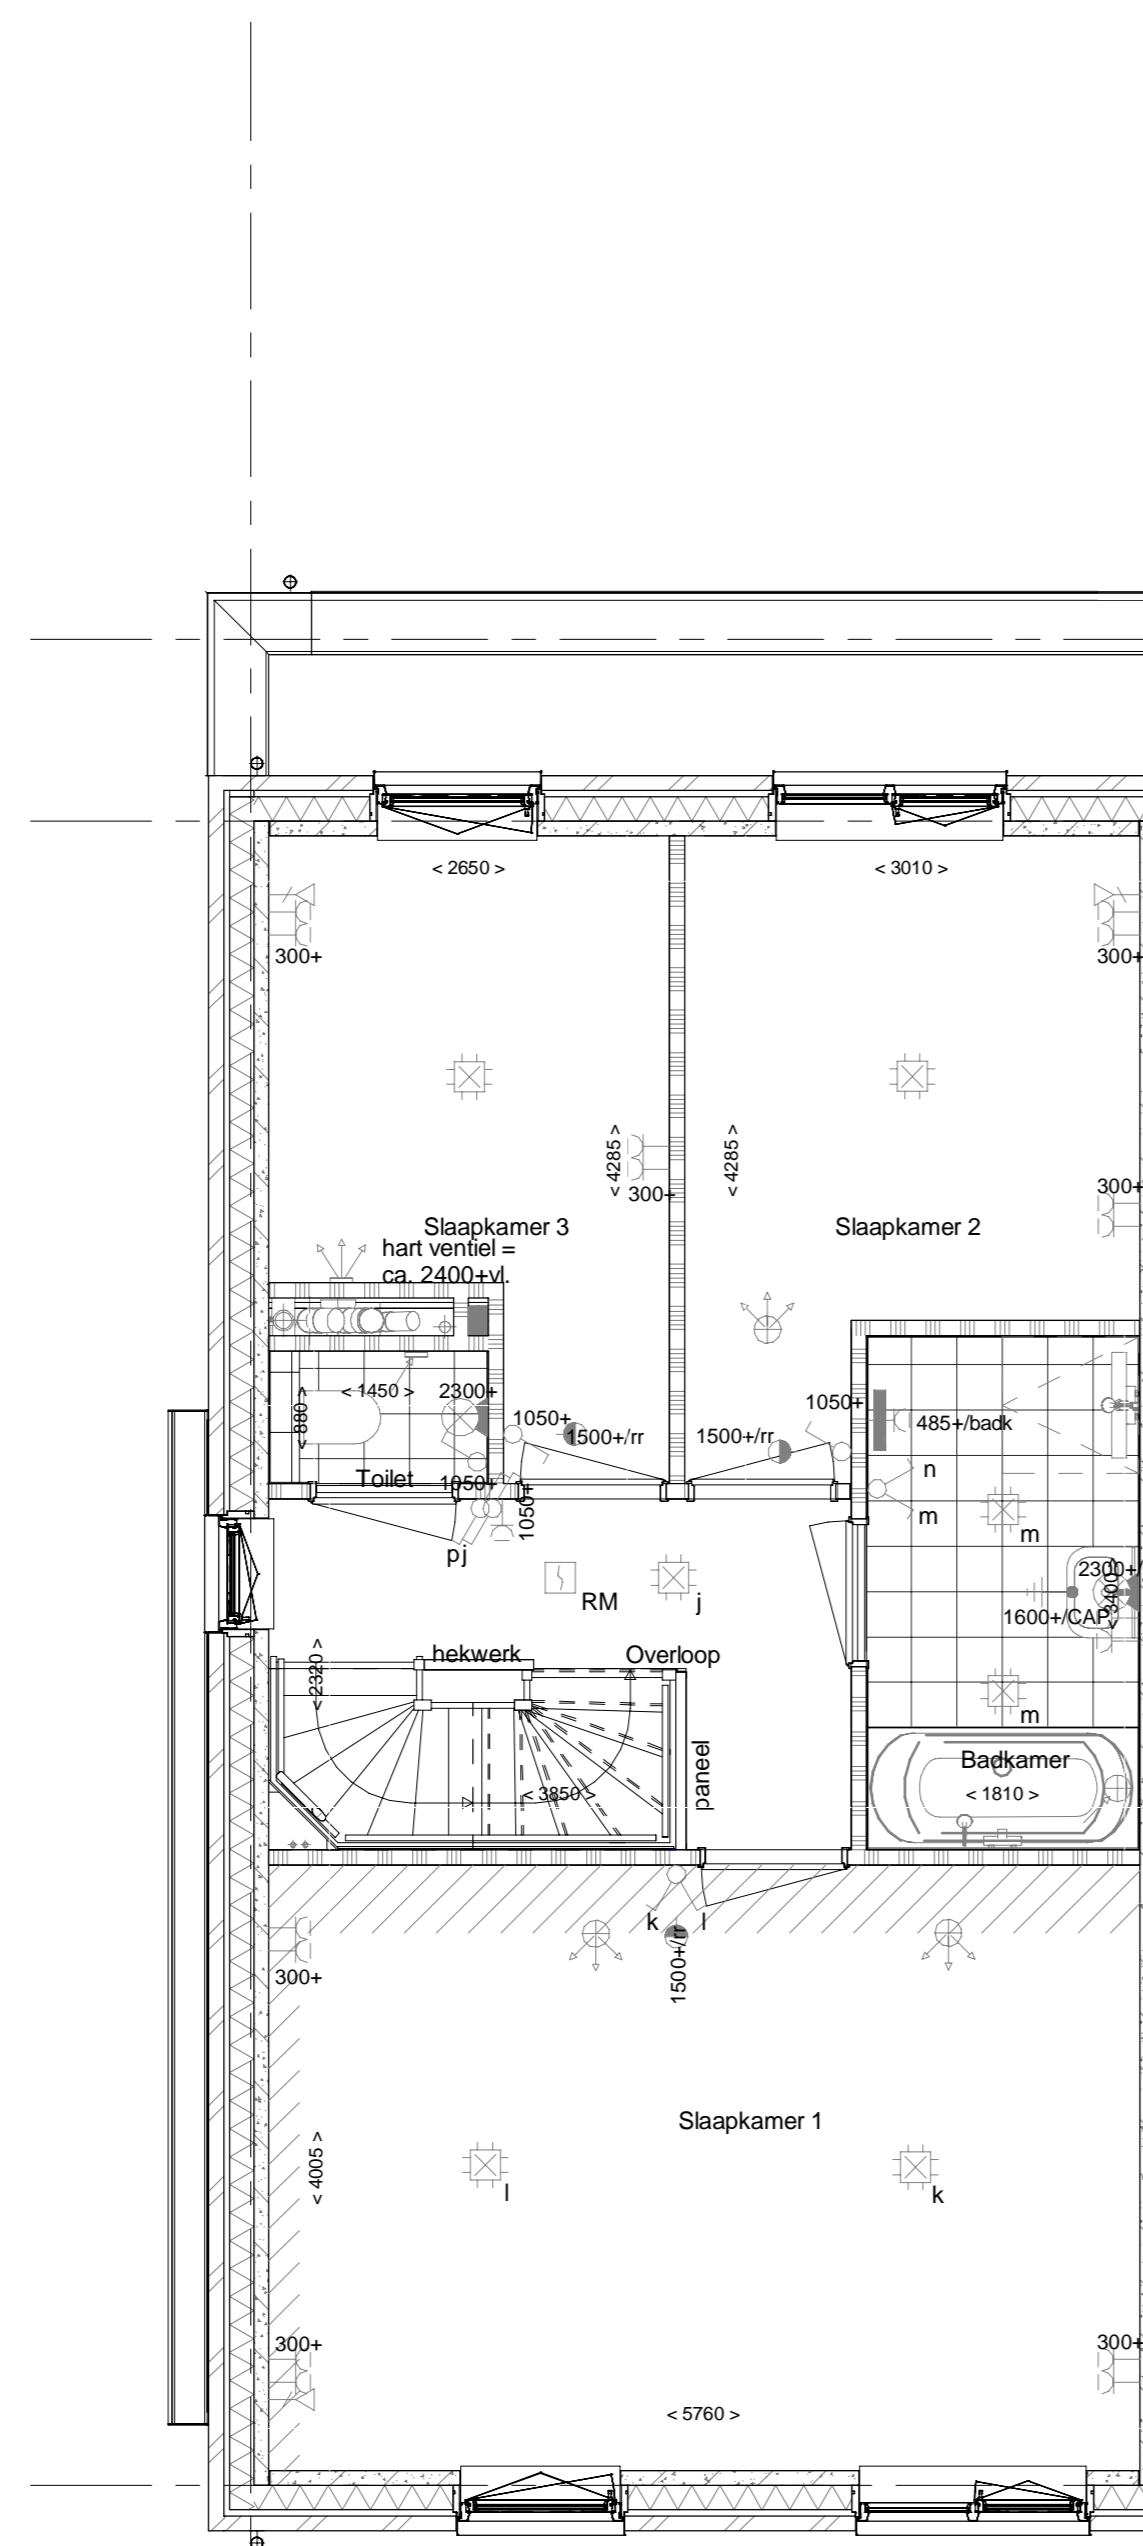 < 2650 >
< 3010 >
300+
300+
< 4285 >
< 4285 >
300+
300+
Slaapkamer 3
Slaapkamer 2
hart ventiel =
ca. 2400+vl.
< 1450 >
2300+
< 880 >
1050+
1500+/rr
1500+/rr
1050+
485+/badk
Toilet
1050+
1050+
n
m
pj
m
RM
j
2300+/
1600+/CAP
< 3400 >
hekwerk
Overloop
< 2320 >
m
paneel
Badkamer
< 3850 >
< 1810 >
k
l
1500+/rr
300+
Slaapkamer 1
< 4005 >
l
k
300+
300+
< 5760 >